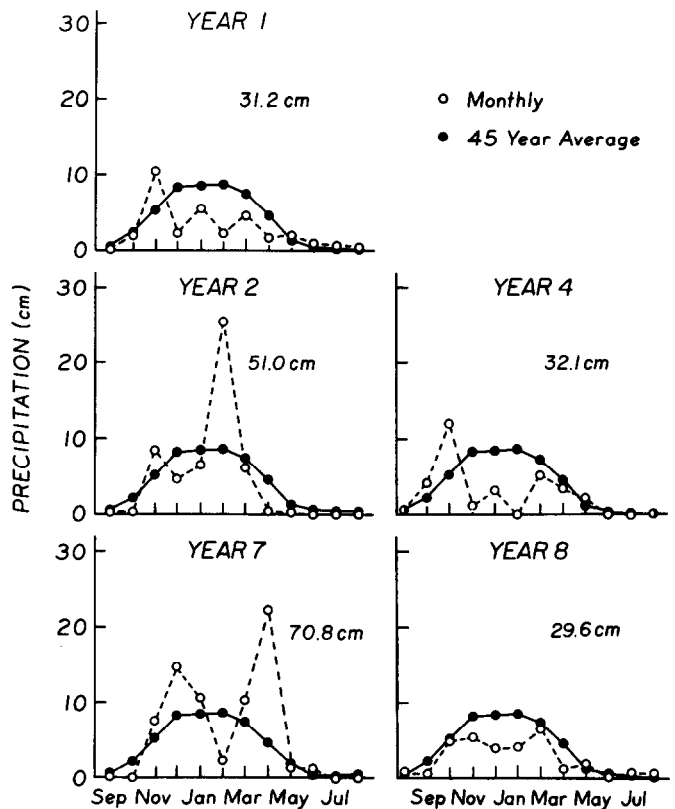 YEAR 1
30
20
10
0
31.2 cm
Monthly
45 Year Average
PRECIPITATION (cm)
YEAR 2
30
20
10
0
51.0 cm
YEAR 4
32.1 cm
YEAR 7
30
20
10
0
70.8 cm
YEAR 8
29.6 cm
Sep Nov Jan Mar May Jul
Sep Nov Jan Mar May Jul